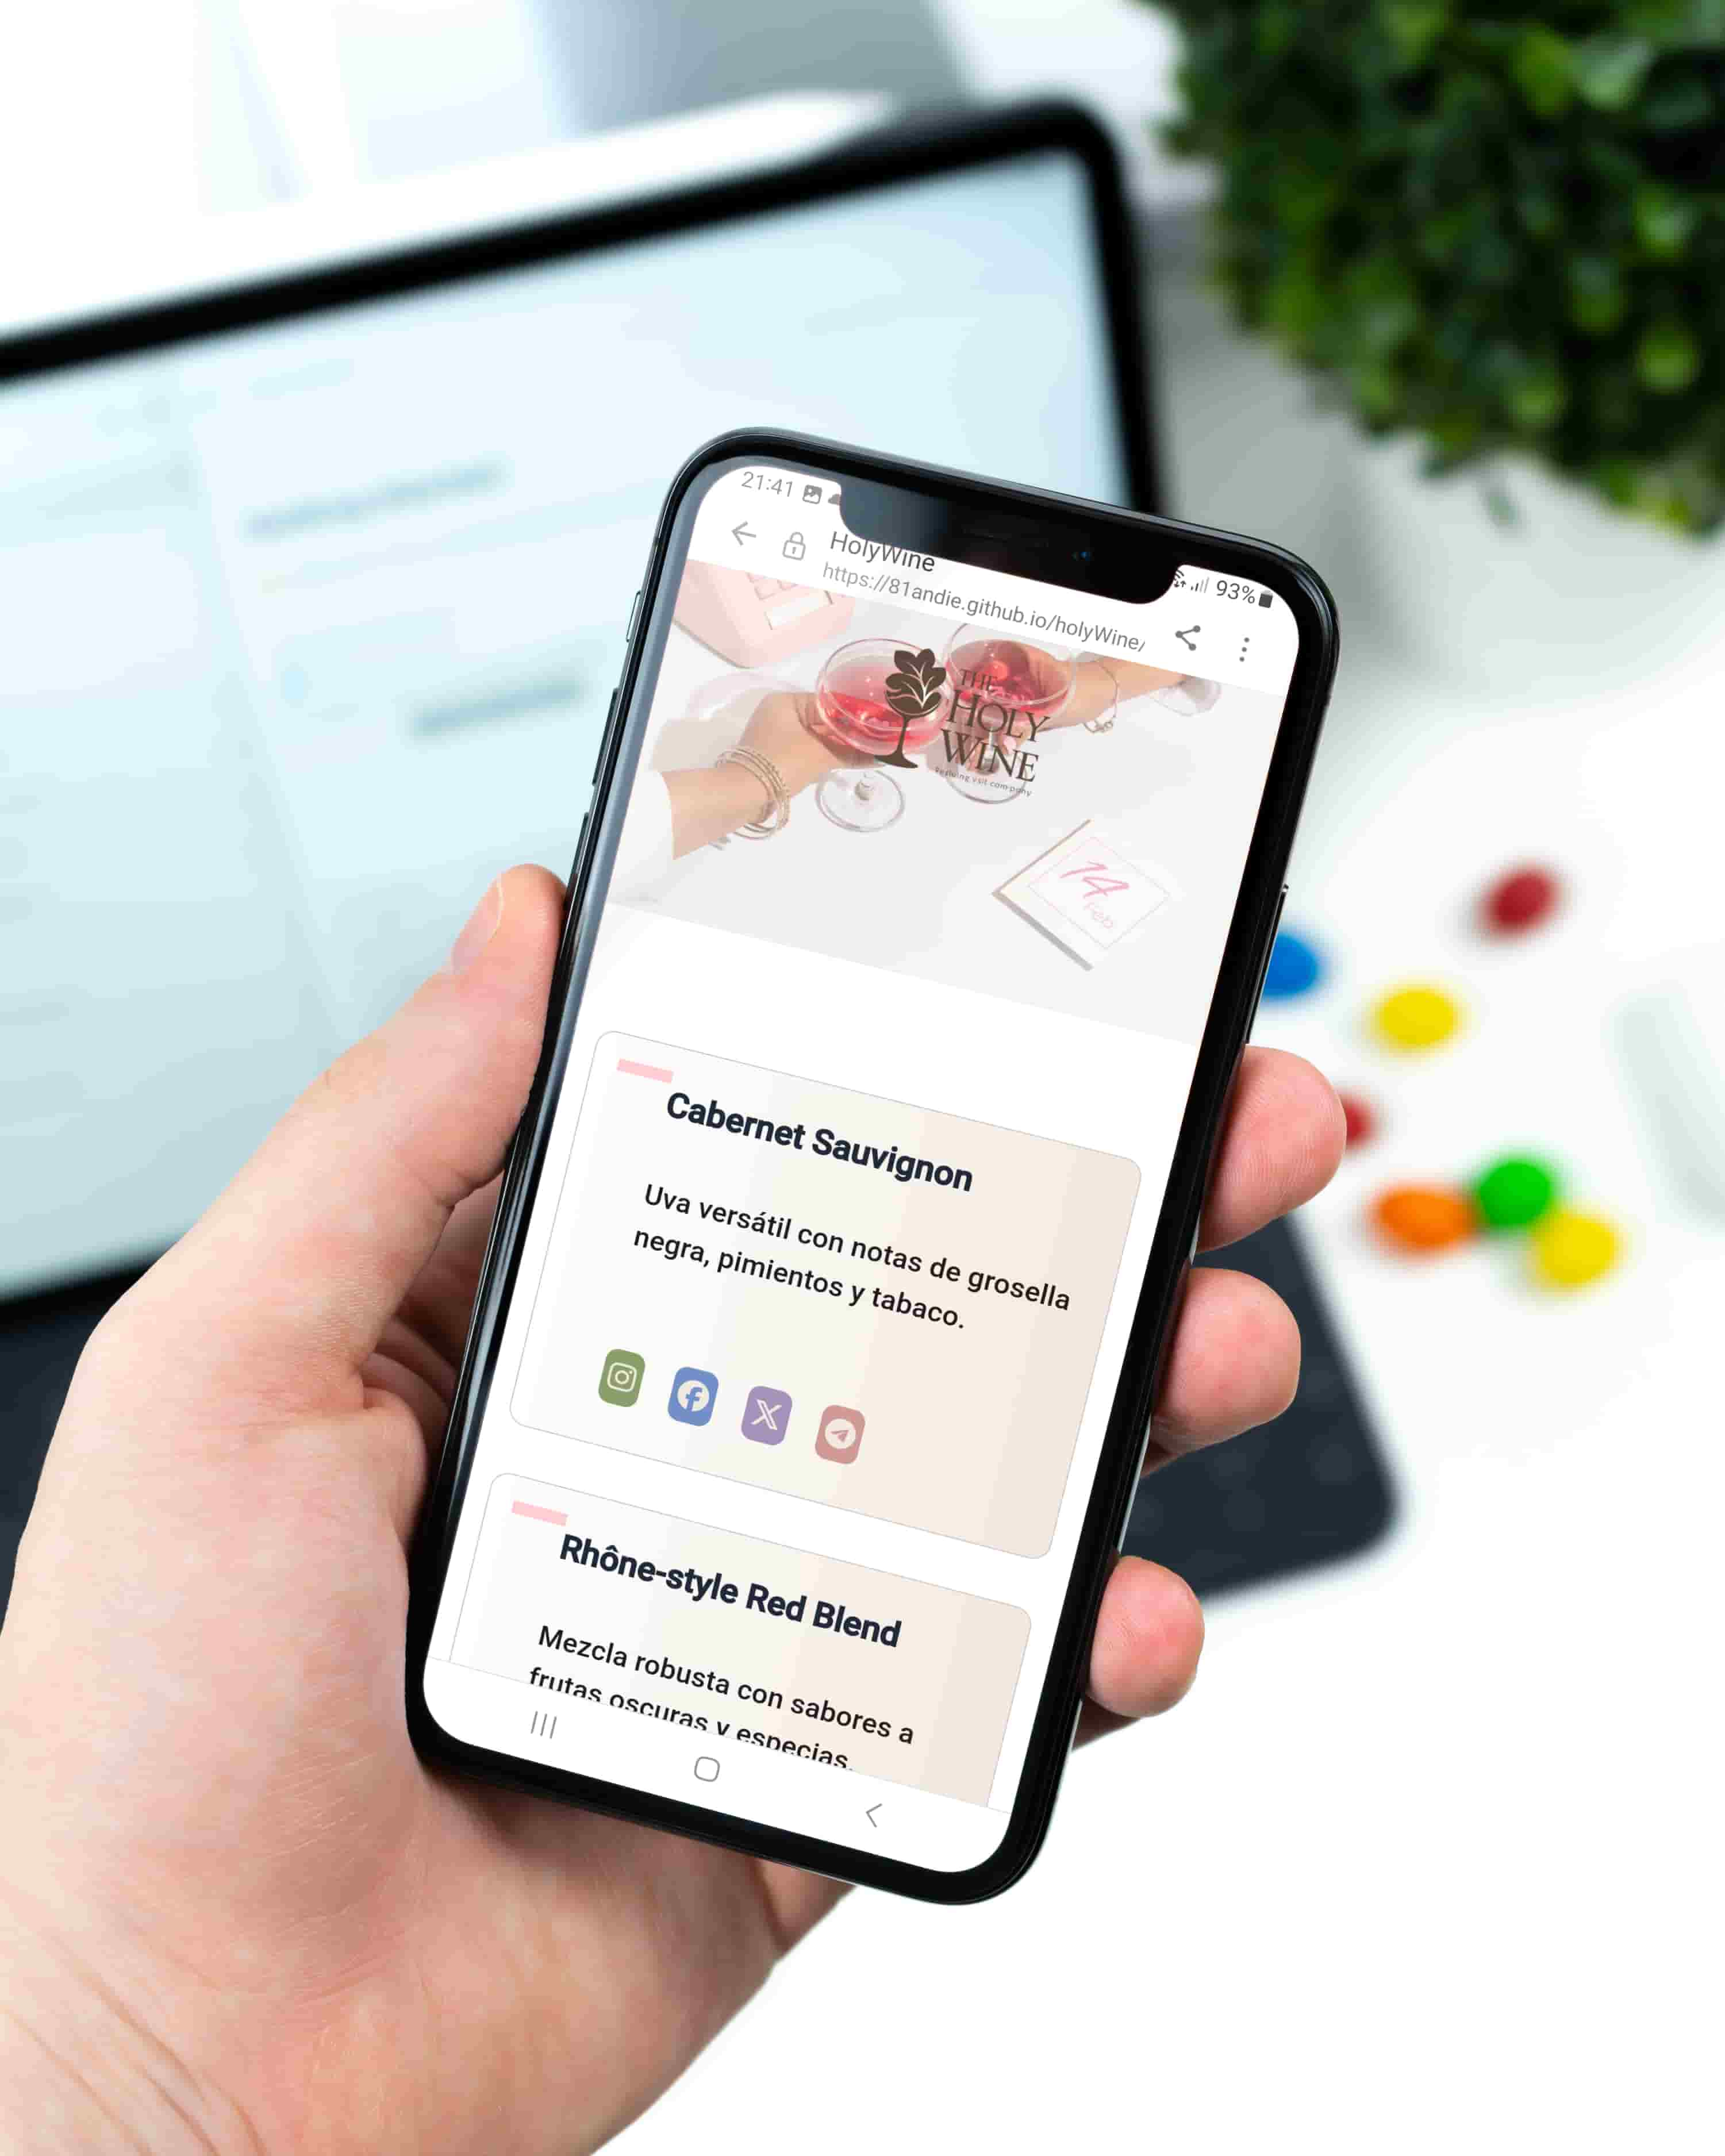 21:41
93%
HolyWine
https://81andie.github.io/holyWine/
THE
HOLY
WINE
14
Feb
Cabernet Sauvignon
Uva versátil con notas de grosella
negra, pimientos y tabaco.
Rhône-style Red Blend
Mezcla robusta con sabores a
frutas oscuras y especias.